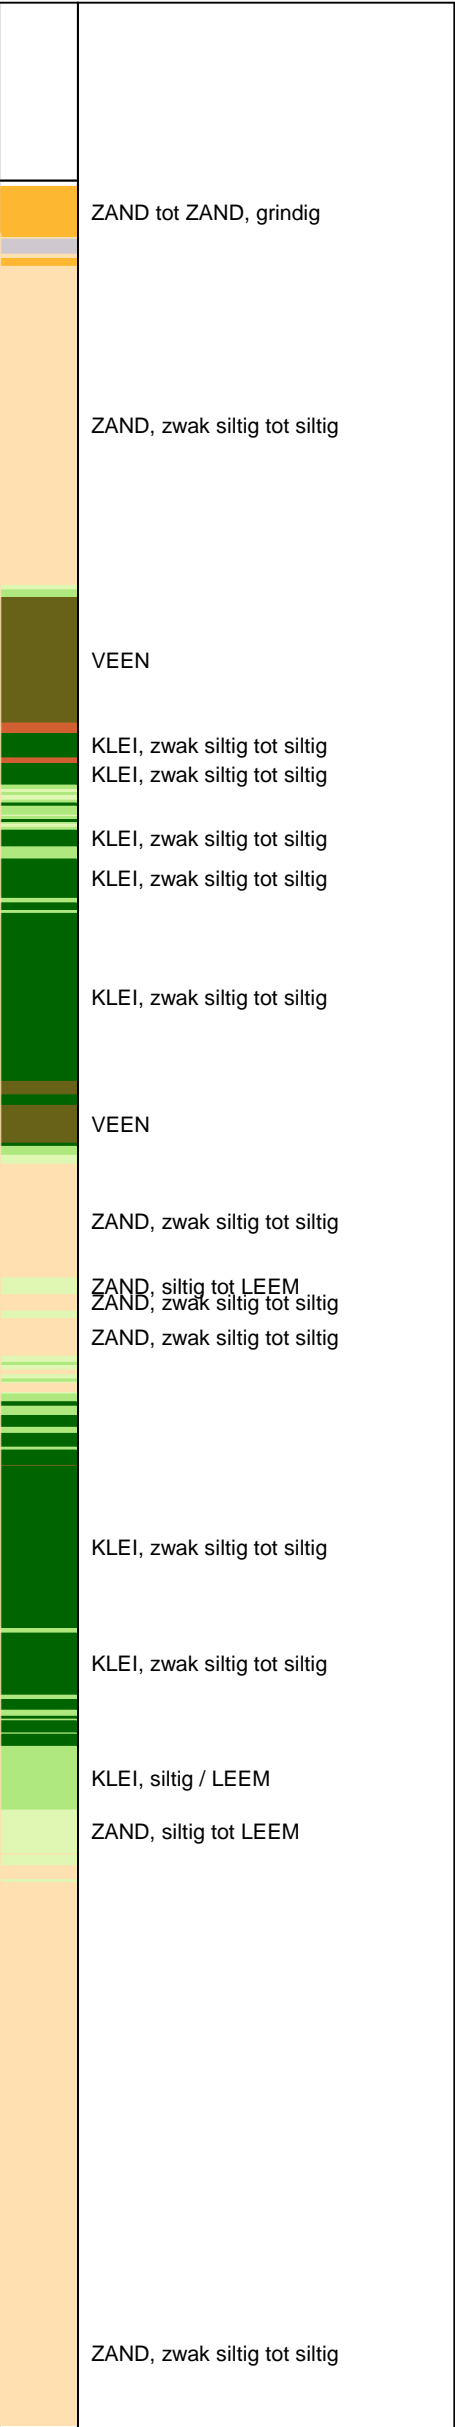 ZAND tot ZAND, grindig
ZAND, zwak siltig tot siltig
VEEN
KLEI, zwak siltig tot siltig
KLEI, zwak siltig tot siltig
KLEI, zwak siltig tot siltig
KLEI, zwak siltig tot siltig
KLEI, zwak siltig tot siltig
VEEN
ZAND, zwak siltig tot siltig
ZAND, siltig tot LEEM
ZAND, zwak siltig tot siltig
ZAND, zwak siltig tot siltig
KLEI, zwak siltig tot siltig
KLEI, zwak siltig tot siltig
KLEI, siltig / LEEM
ZAND, siltig tot LEEM
ZAND, zwak siltig tot siltig